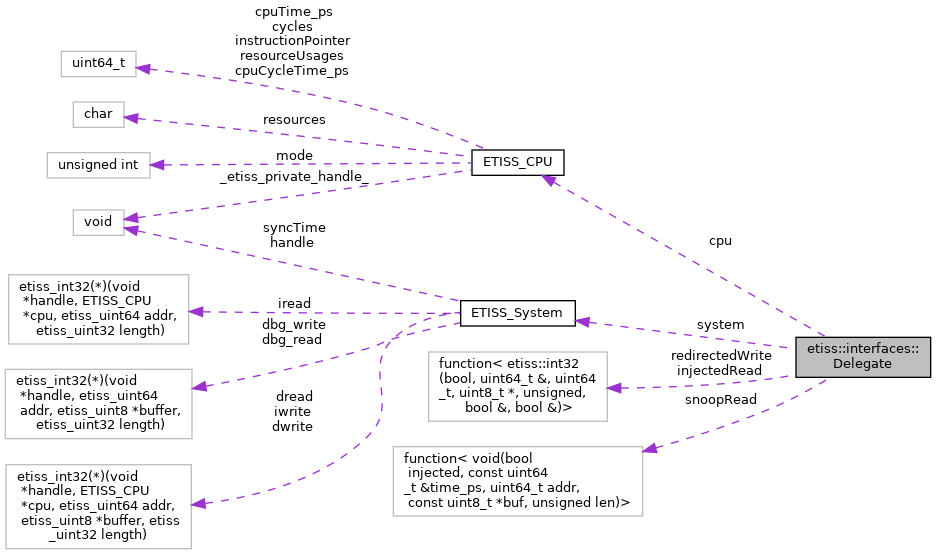 cpuTime_ps
cycles
instructionPointer
resourceUsages
cpuCycleTime_ps
uint64_t
char
resources
unsigned int
mode
ETISS_CPU
_etiss_private_handle_
void
syncTime
handle
cpu
etiss_int32(*)(void
*handle, ETISS_CPU
*cpu, etiss_uint64 addr,
etiss_uint32 length)
iread
ETISS_System
dbg_write
dbg_read
system
etiss::interfaces::
Delegate
redirectedWrite
injectedRead
function< etiss::int32
(bool, uint64_t &, uint64
_t, uint8_t *, unsigned,
bool &, bool &)>
etiss_int32(*)(void
*handle, etiss_uint64
addr, etiss_uint8 *buffer,
etiss_uint32 length)
dread
iwrite
dwrite
snoopRead
function< void(bool
injected, const uint64
_t &time_ps, uint64_t addr,
const uint8_t *buf, unsigned len)>
etiss_int32(*)(void
*handle, ETISS_CPU
*cpu, etiss_uint64 addr,
etiss_uint8 *buffer, etiss
_uint32 length)